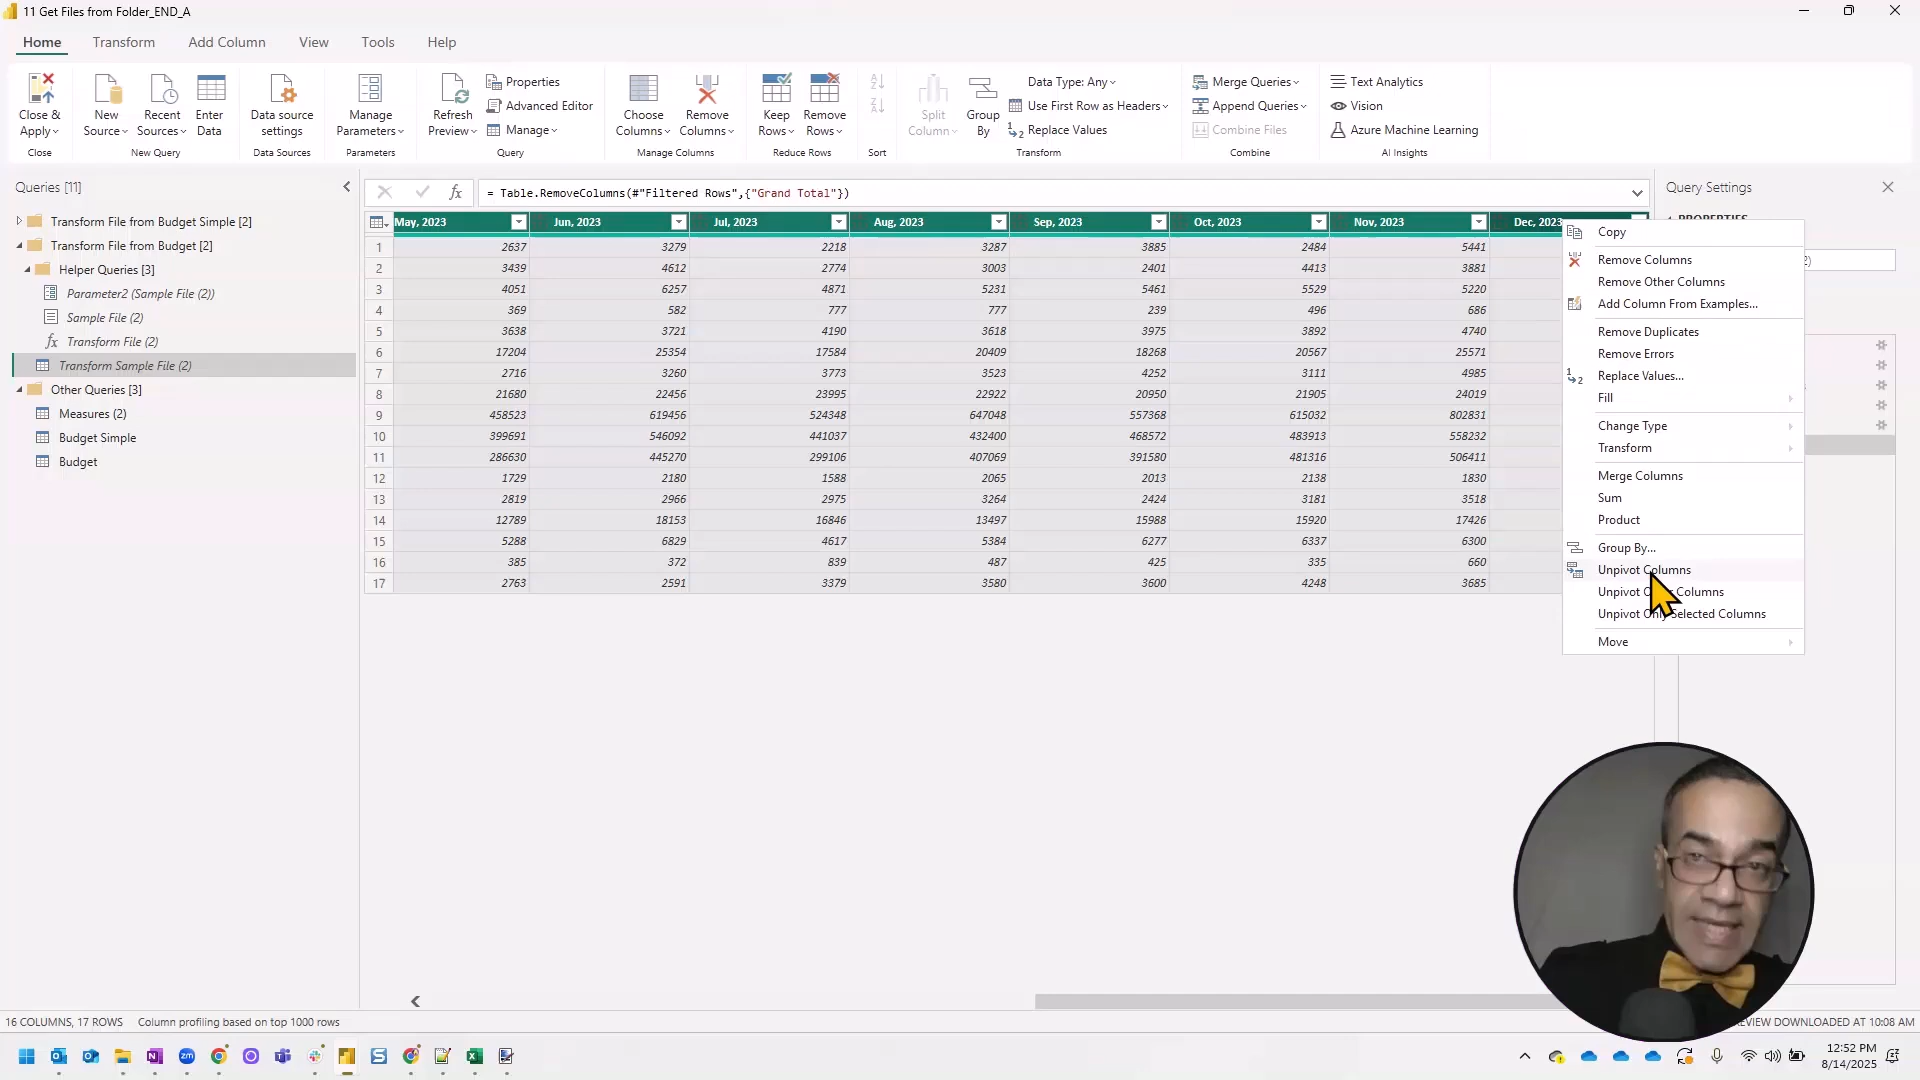 11 Get Files from Folder_END_A
Home Transform Add Column View Tools Help
Close & Apply
New Source
Recent Sources
Enter Data
Data source settings
Manage Parameters
Refresh Preview
Properties
Advanced Editor
Manage
Choose Columns
Remove Columns
Keep Rows
Remove Rows
Split Column
Group By
Data Type: Any
Use First Row as Headers
Replace Values
Merge Queries
Append Queries
Combine Files
Text Analytics
Vision
Azure Machine Learning
Close New Query Data Sources Parameters Query Manage Columns Reduce Rows Sort Transform Combine AI Insights
Queries [11]
Transform File from Budget Simple [2]
Transform File from Budget [2]
Helper Queries [3]
Parameter2 (Sample File (2))
Sample File (2)
fx Transform File (2)
Transform Sample File (2)
Other Queries [3]
Measures (2)
Budget Simple
Budget
fx = Table.RemoveColumns(#"Filtered Rows",{"Grand Total"})
May, 2023 Jun, 2023 Jul, 2023 Aug, 2023 Sep, 2023 Oct, 2023 Nov, 2023 Dec, 2023
1 2637 3279 2218 3287 3885 2484 5441
2 3439 4612 2774 3003 2401 4413 3881
3 4051 6257 4871 5231 5461 5529 5220
4 369 582 777 777 239 496 686
5 3638 3721 4190 3618 3975 3892 4740
6 17204 25354 17584 20409 18268 20567 25571
7 2716 3260 3773 3523 4252 3111 4985
8 21680 22456 23995 22922 20950 21905 24019
9 458523 619456 524348 647048 557368 615032 802831
10 399691 546092 441037 432400 468572 483913 558232
11 286630 445270 299106 407069 391580 481316 506411
12 1729 2180 1588 2065 2013 2138 1830
13 2819 2966 2975 3264 2424 3181 3518
14 12789 18153 16846 13497 15988 15920 17426
15 5288 6829 4617 5384 6277 6337 6300
16 385 372 839 487 425 335 660
17 2763 2591 3379 3580 3600 4248 3685
Query Settings
Copy
Remove Columns
Remove Other Columns
Add Column From Examples...
Remove Duplicates
Remove Errors
Replace Values...
Fill
Change Type
Transform
Merge Columns
Sum
Product
Group By...
Unpivot Columns
Unpivot Columns
Unpivot Only Selected Columns
Move
16 COLUMNS, 17 ROWS Column profiling based on top 1000 rows
DOWNLOADED AT 10:08 AM
12:52 PM
8/14/2025